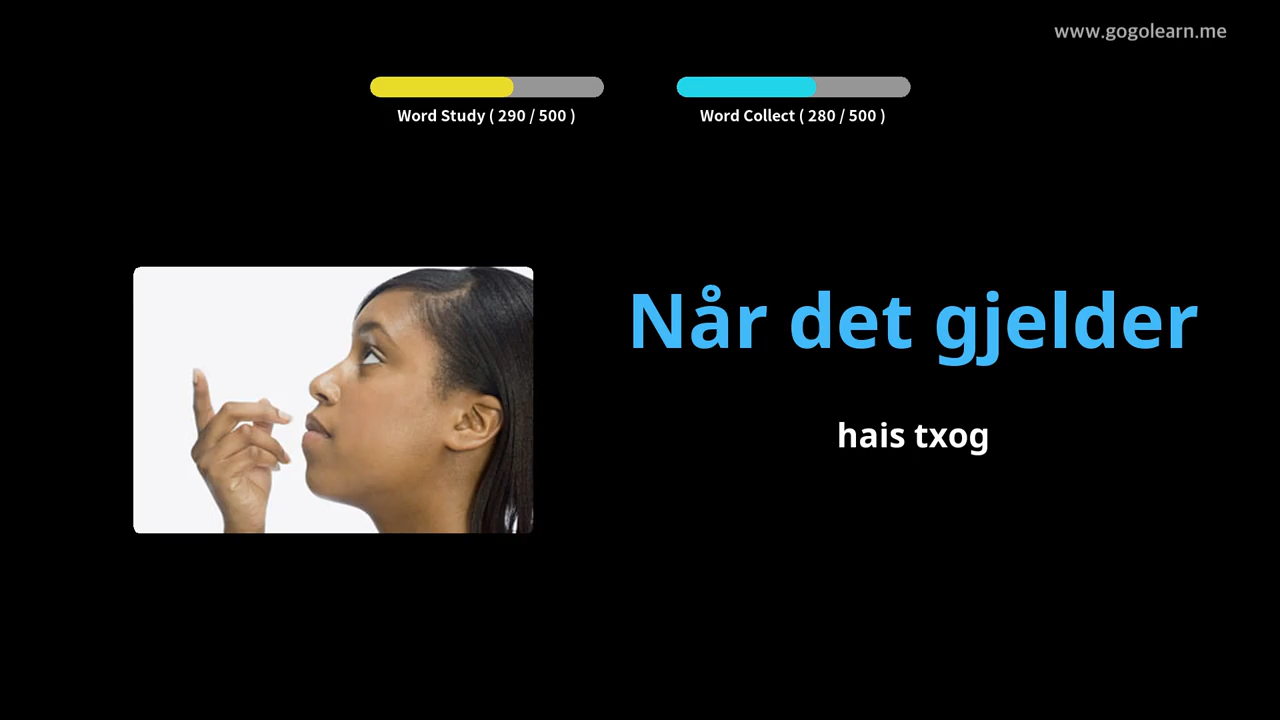 www.gogolearn.me
Word Study ( 290 / 500 )
Word Collect ( 280 / 500 )
Når det gjelder
hais txog